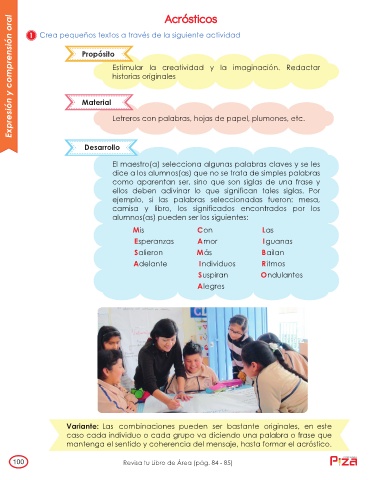 Acrósticos
Expresión y comprensión oral
1 Crea pequeños textos a través de la siguiente actividad
Propósito
Estimular la creatividad y la imaginación. Redactar
historias originales
Material
Letreros con palabras, hojas de papel, plumones, etc.
Desarrollo
El maestro(a) selecciona algunas palabras claves y se les
dice a los alumnos(as) que no se trata de simples palabras
como aparentan ser, sino que son siglas de una frase y
ellos deben adivinar lo que significan tales siglas. Por
ejemplo, si las palabras seleccionadas fueron: mesa,
camisa y libro, los significados encontrados por los
alumnos(as) pueden ser los siguientes:
Mis Con Las
Esperanzas Amor Iguanas
Salieron Más Bailan
Adelante Individuos Ritmos
Suspiran Ondulantes
Alegres
Variante: Las combinaciones pueden ser bastante originales, en este
caso cada individuo o cada grupo va diciendo una palabra o frase que
mantenga el sentido y coherencia del mensaje, hasta formar el acróstico.
100
Revisa tu Libro de Área (pág. 84 - 85)